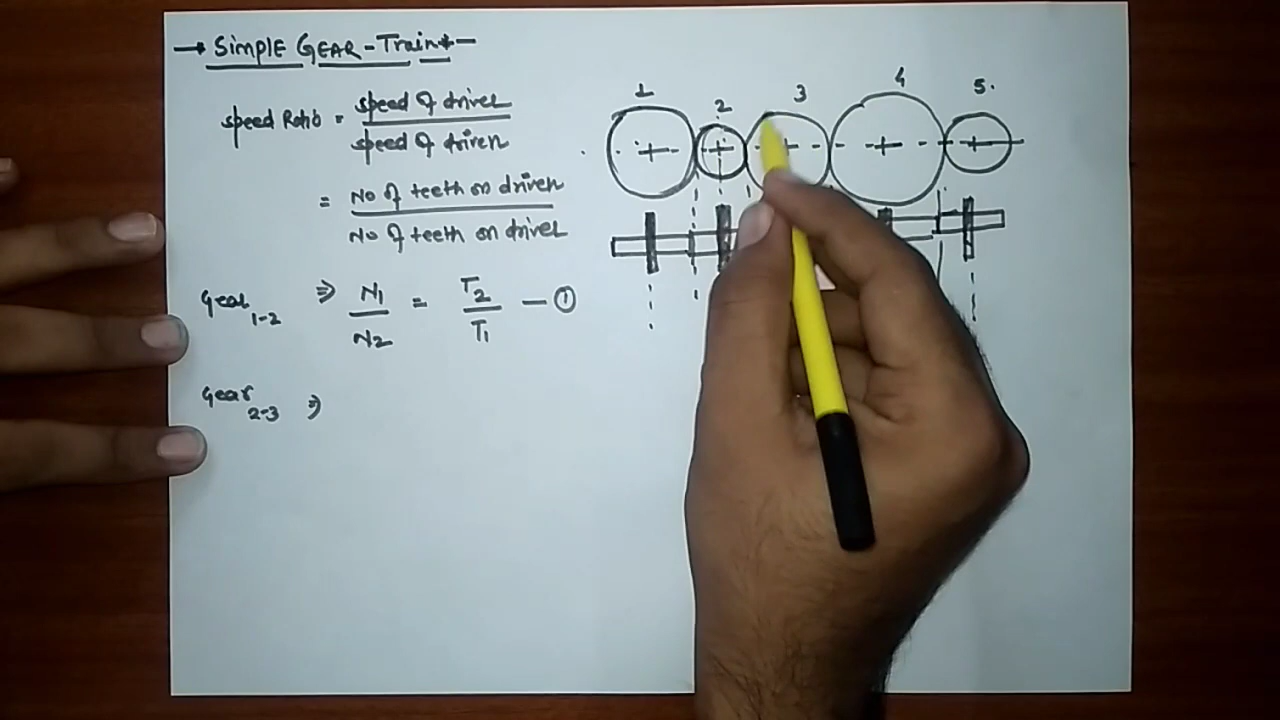 → SIMPLE GEAR-Train:-
Speed Ratio = Speed of driver
Speed of driven
= No of teeth on driven
No of teeth on driver
Gear 1-2 ⇒ N1 = T2 - ①
N2 T1
Gear 2-3 ⇒
1 2 3 4 5.